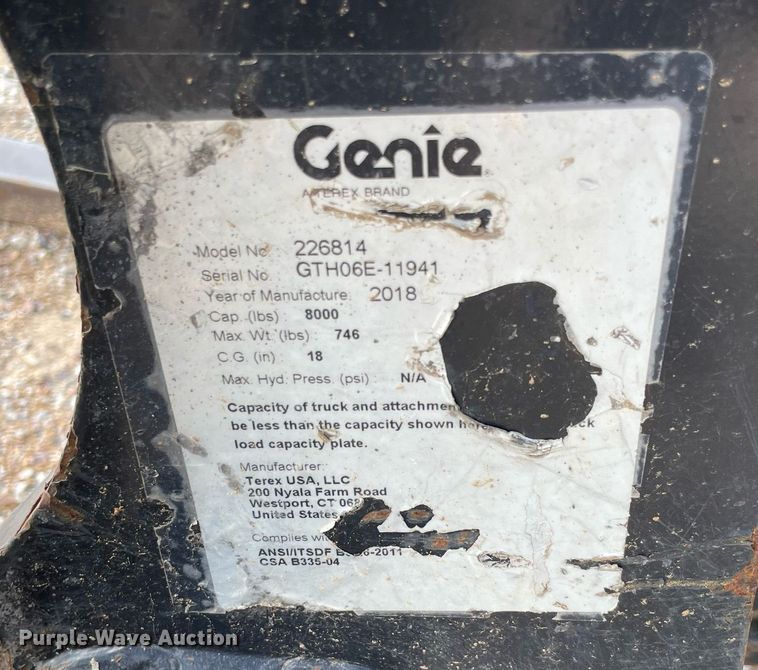 Genie
A TEREX BRAND
Model No. 226814
Serial No. GTH06E-11941
Year of Manufacture: 2018
Cap. (lbs) : 8000
Max. Wt. (lbs) : 746
C.G. (in) : 18
Max. Hyd. Press. (psi) : N/A
Capacity of truck and attachmen
be less than the capacity shown
load capacity plate.
Manufacturer:
Terex USA, LLC
200 Nyala Farm Road
Westport, CT
United States
Complies
ANSI/ITSDF 6-2011
CSA B335-04
Purple Wave Auction